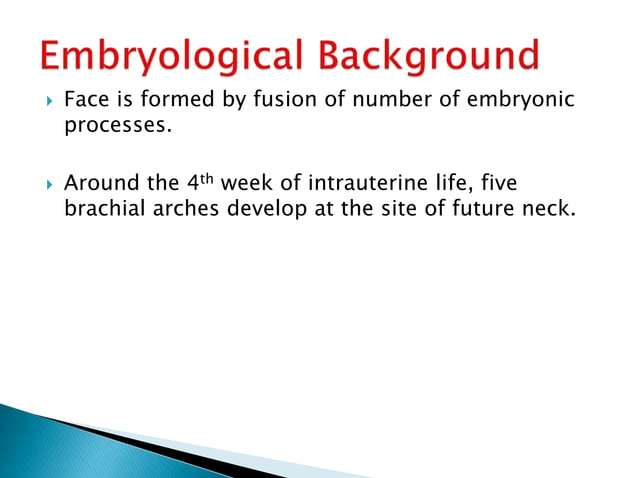 Embryological Background
Face is formed by fusion of number of embryonic
processes.
Around the 4th week of intrauterine life, five
brachial arches develop at the site of future neck.